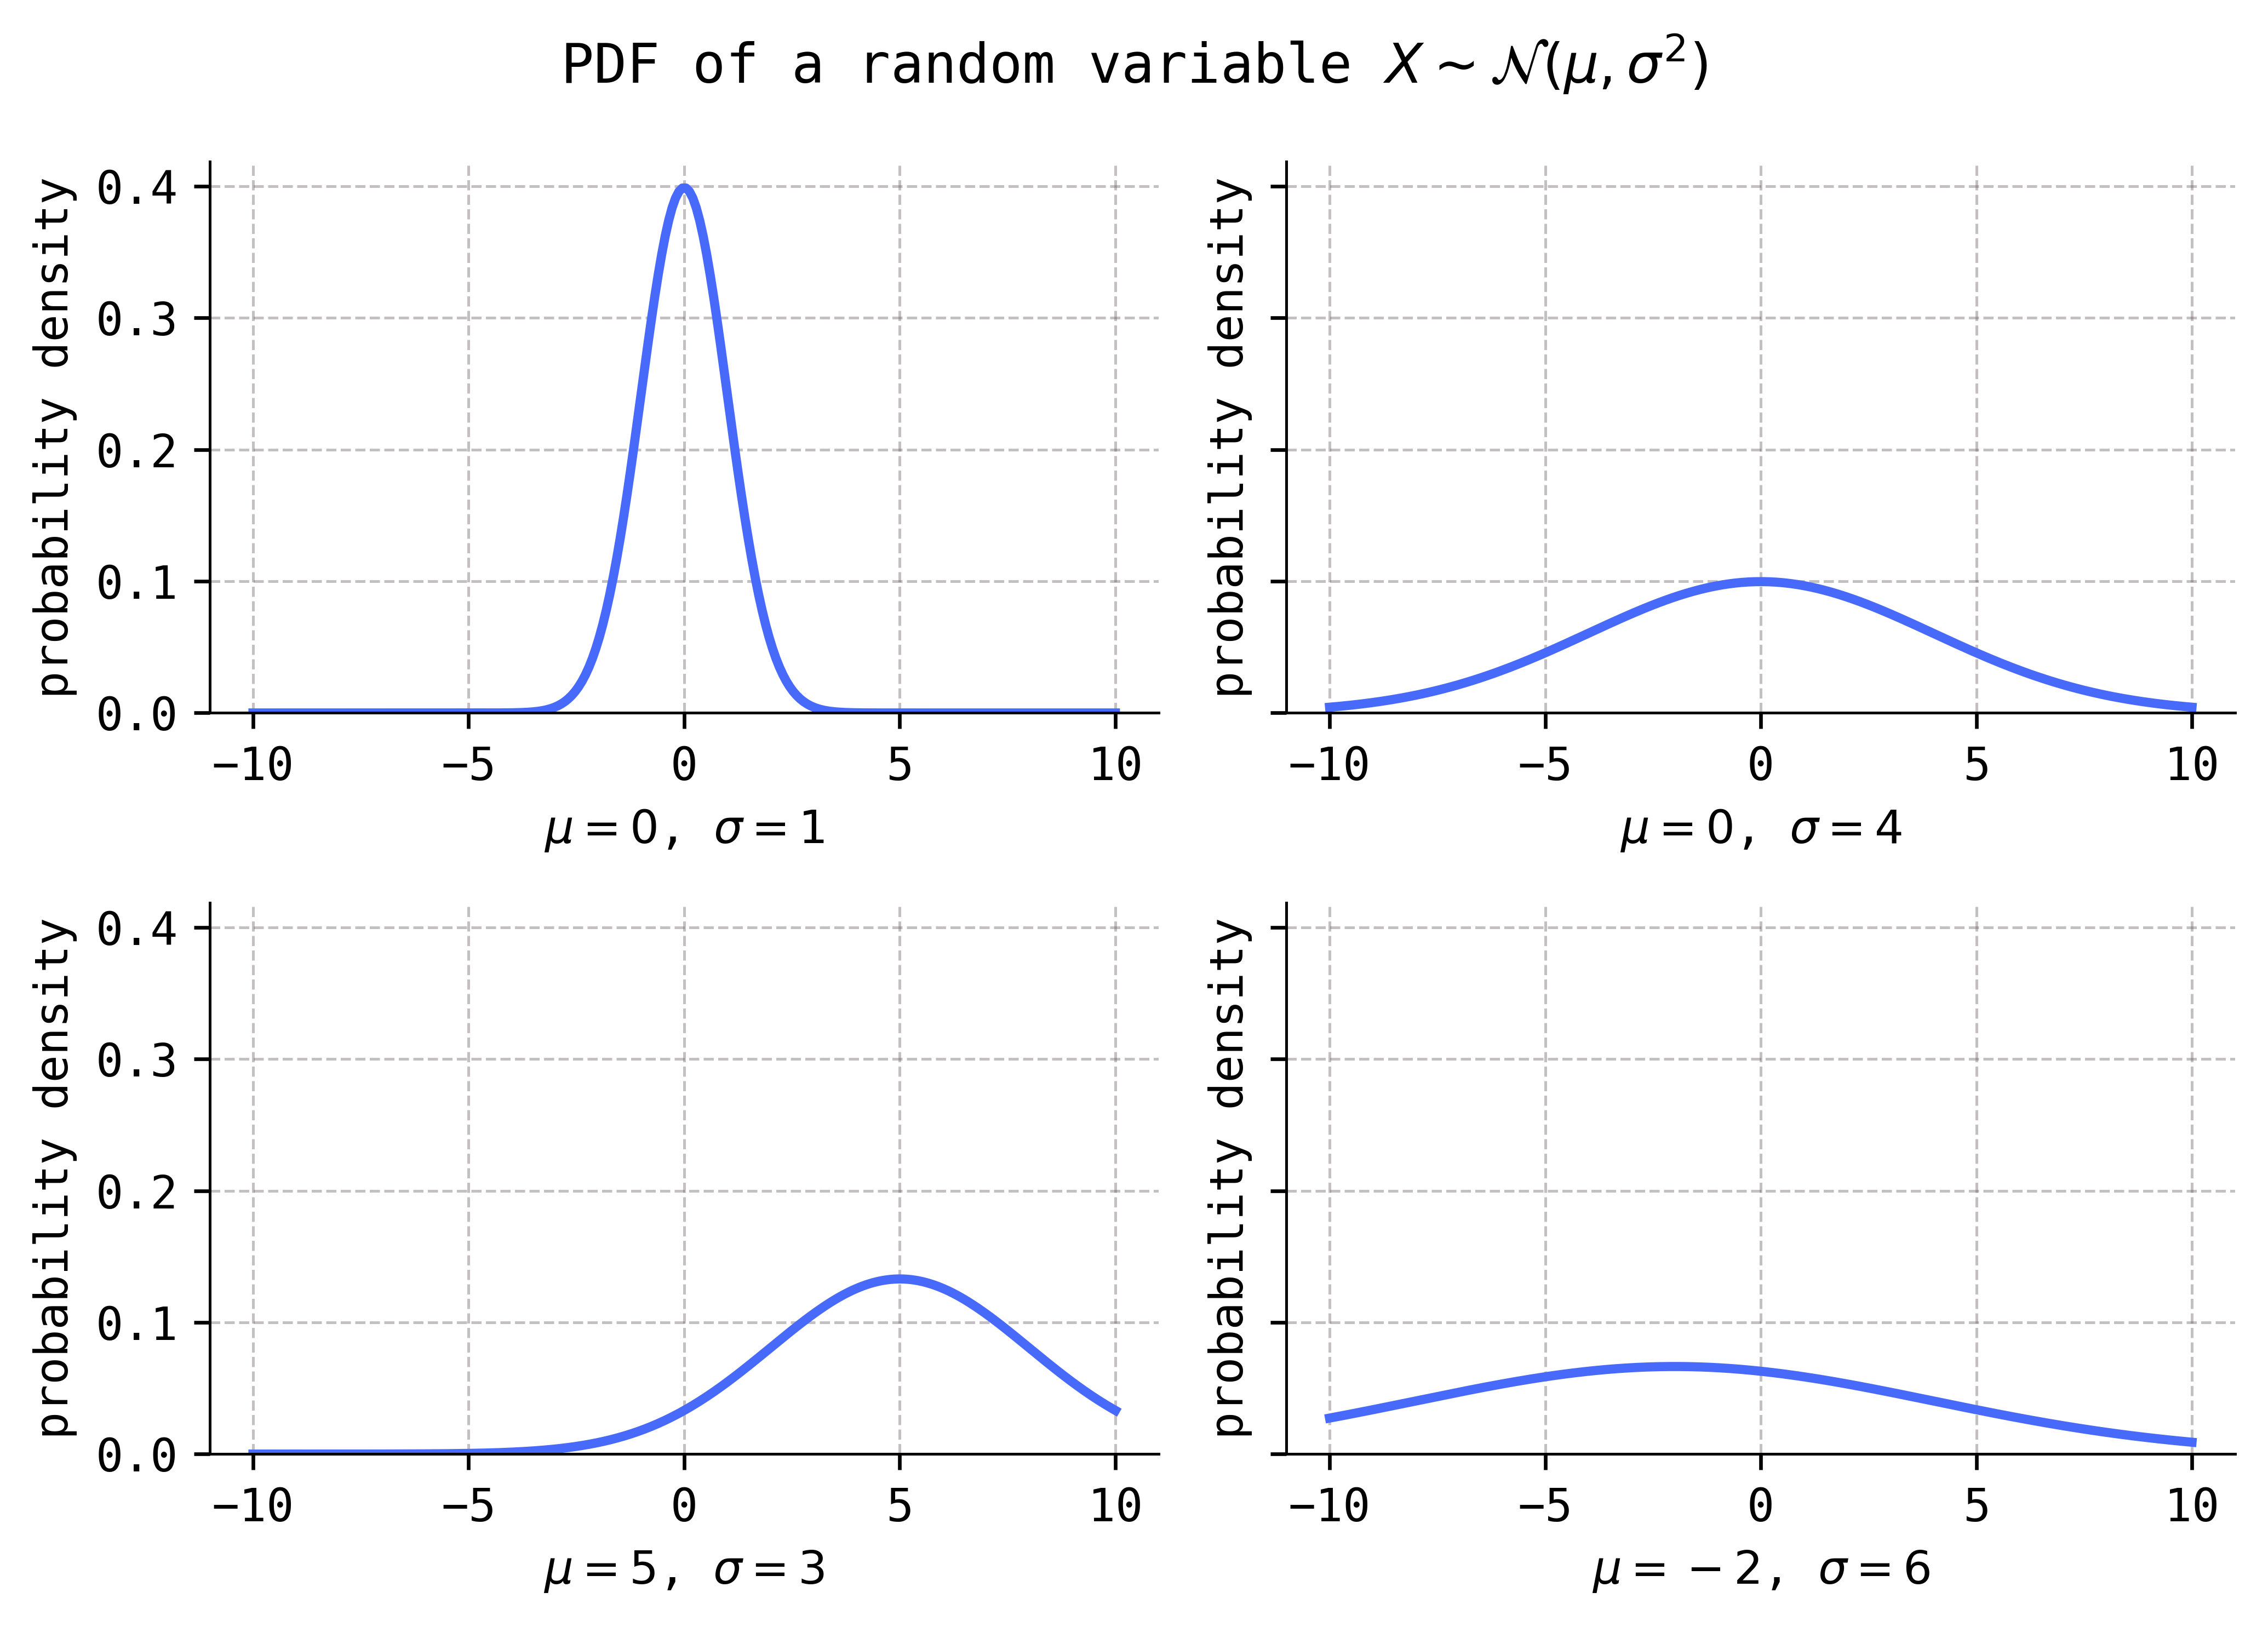 PDF of a random variable X ~ 𝒩(μ, σ²)
probability density
0.4
0.3
0.2
0.1
0.0
−10 −5 0 5 10
μ = 0, σ = 1
probability density
−10 −5 0 5 10
μ = 0, σ = 4
probability density
0.4
0.3
0.2
0.1
0.0
−10 −5 0 5 10
μ = 5, σ = 3
probability density
−10 −5 0 5 10
μ = −2, σ = 6